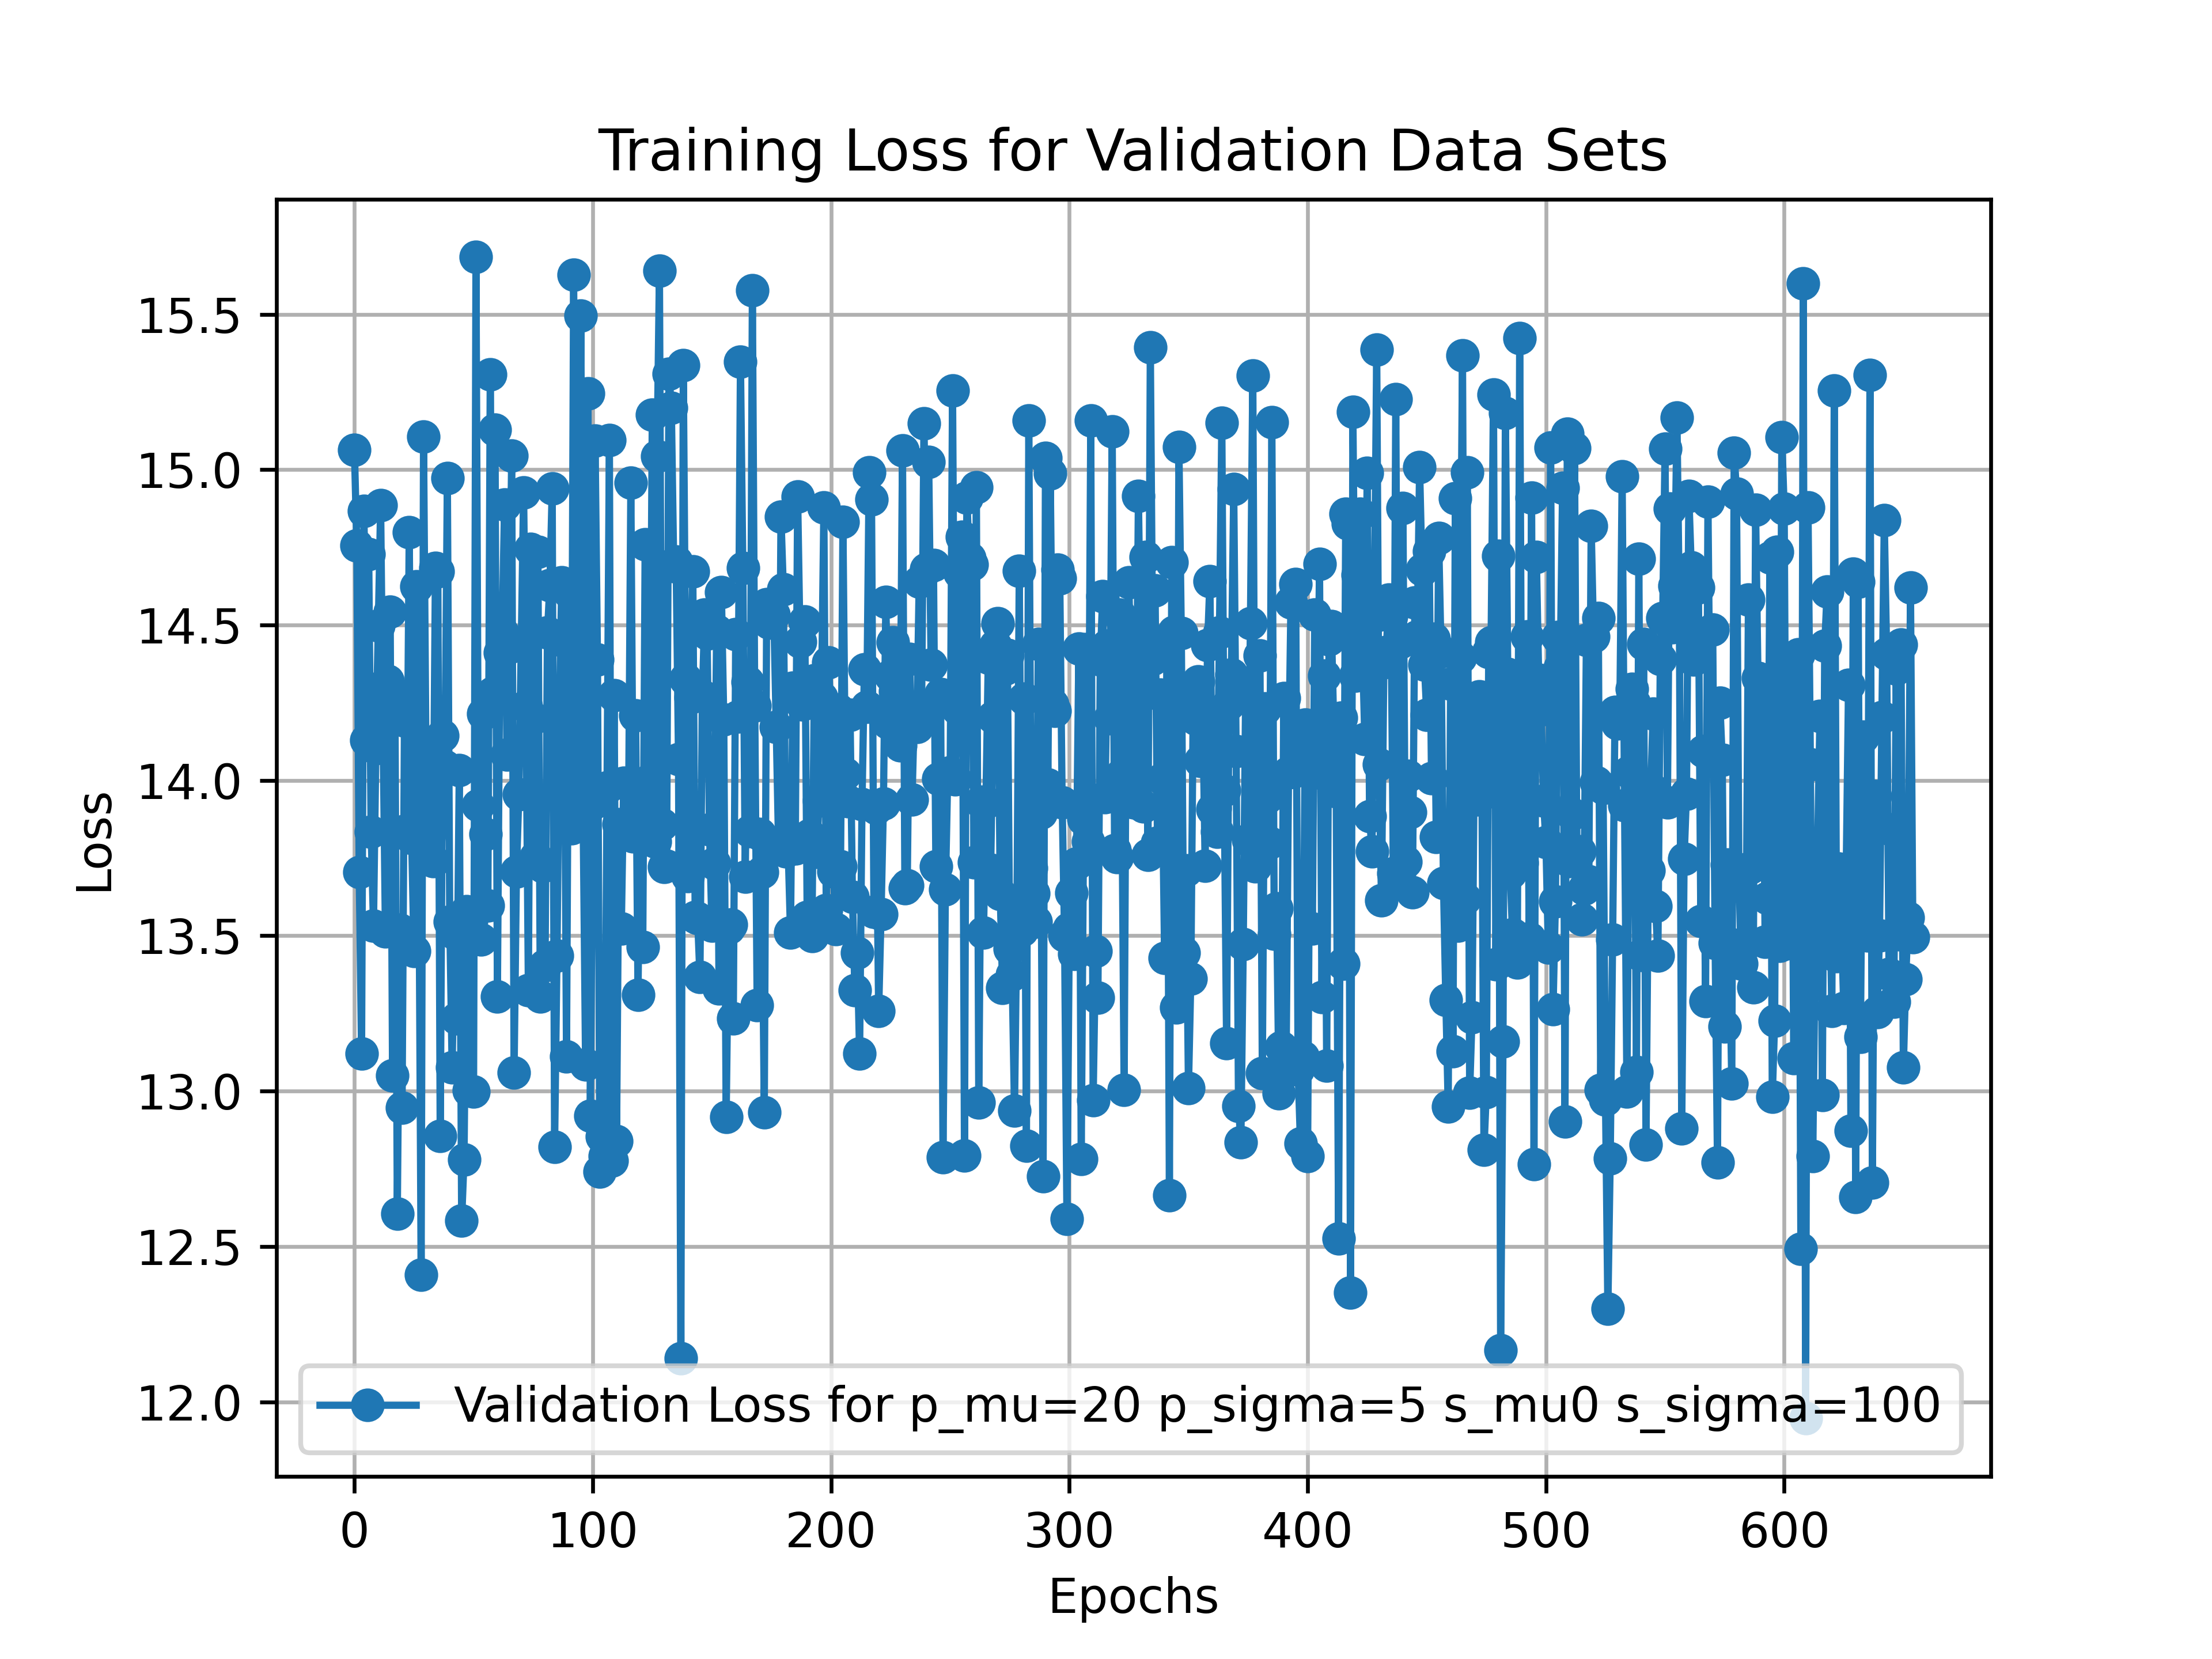 Training Loss for Validation Data Sets
Loss
15.5
15.0
14.5
14.0
13.5
13.0
12.5
12.0
Validation Loss for p_mu=20 p_sigma=5 s_mu0 s_sigma=100
0 100 200 300 400 500 600
Epochs